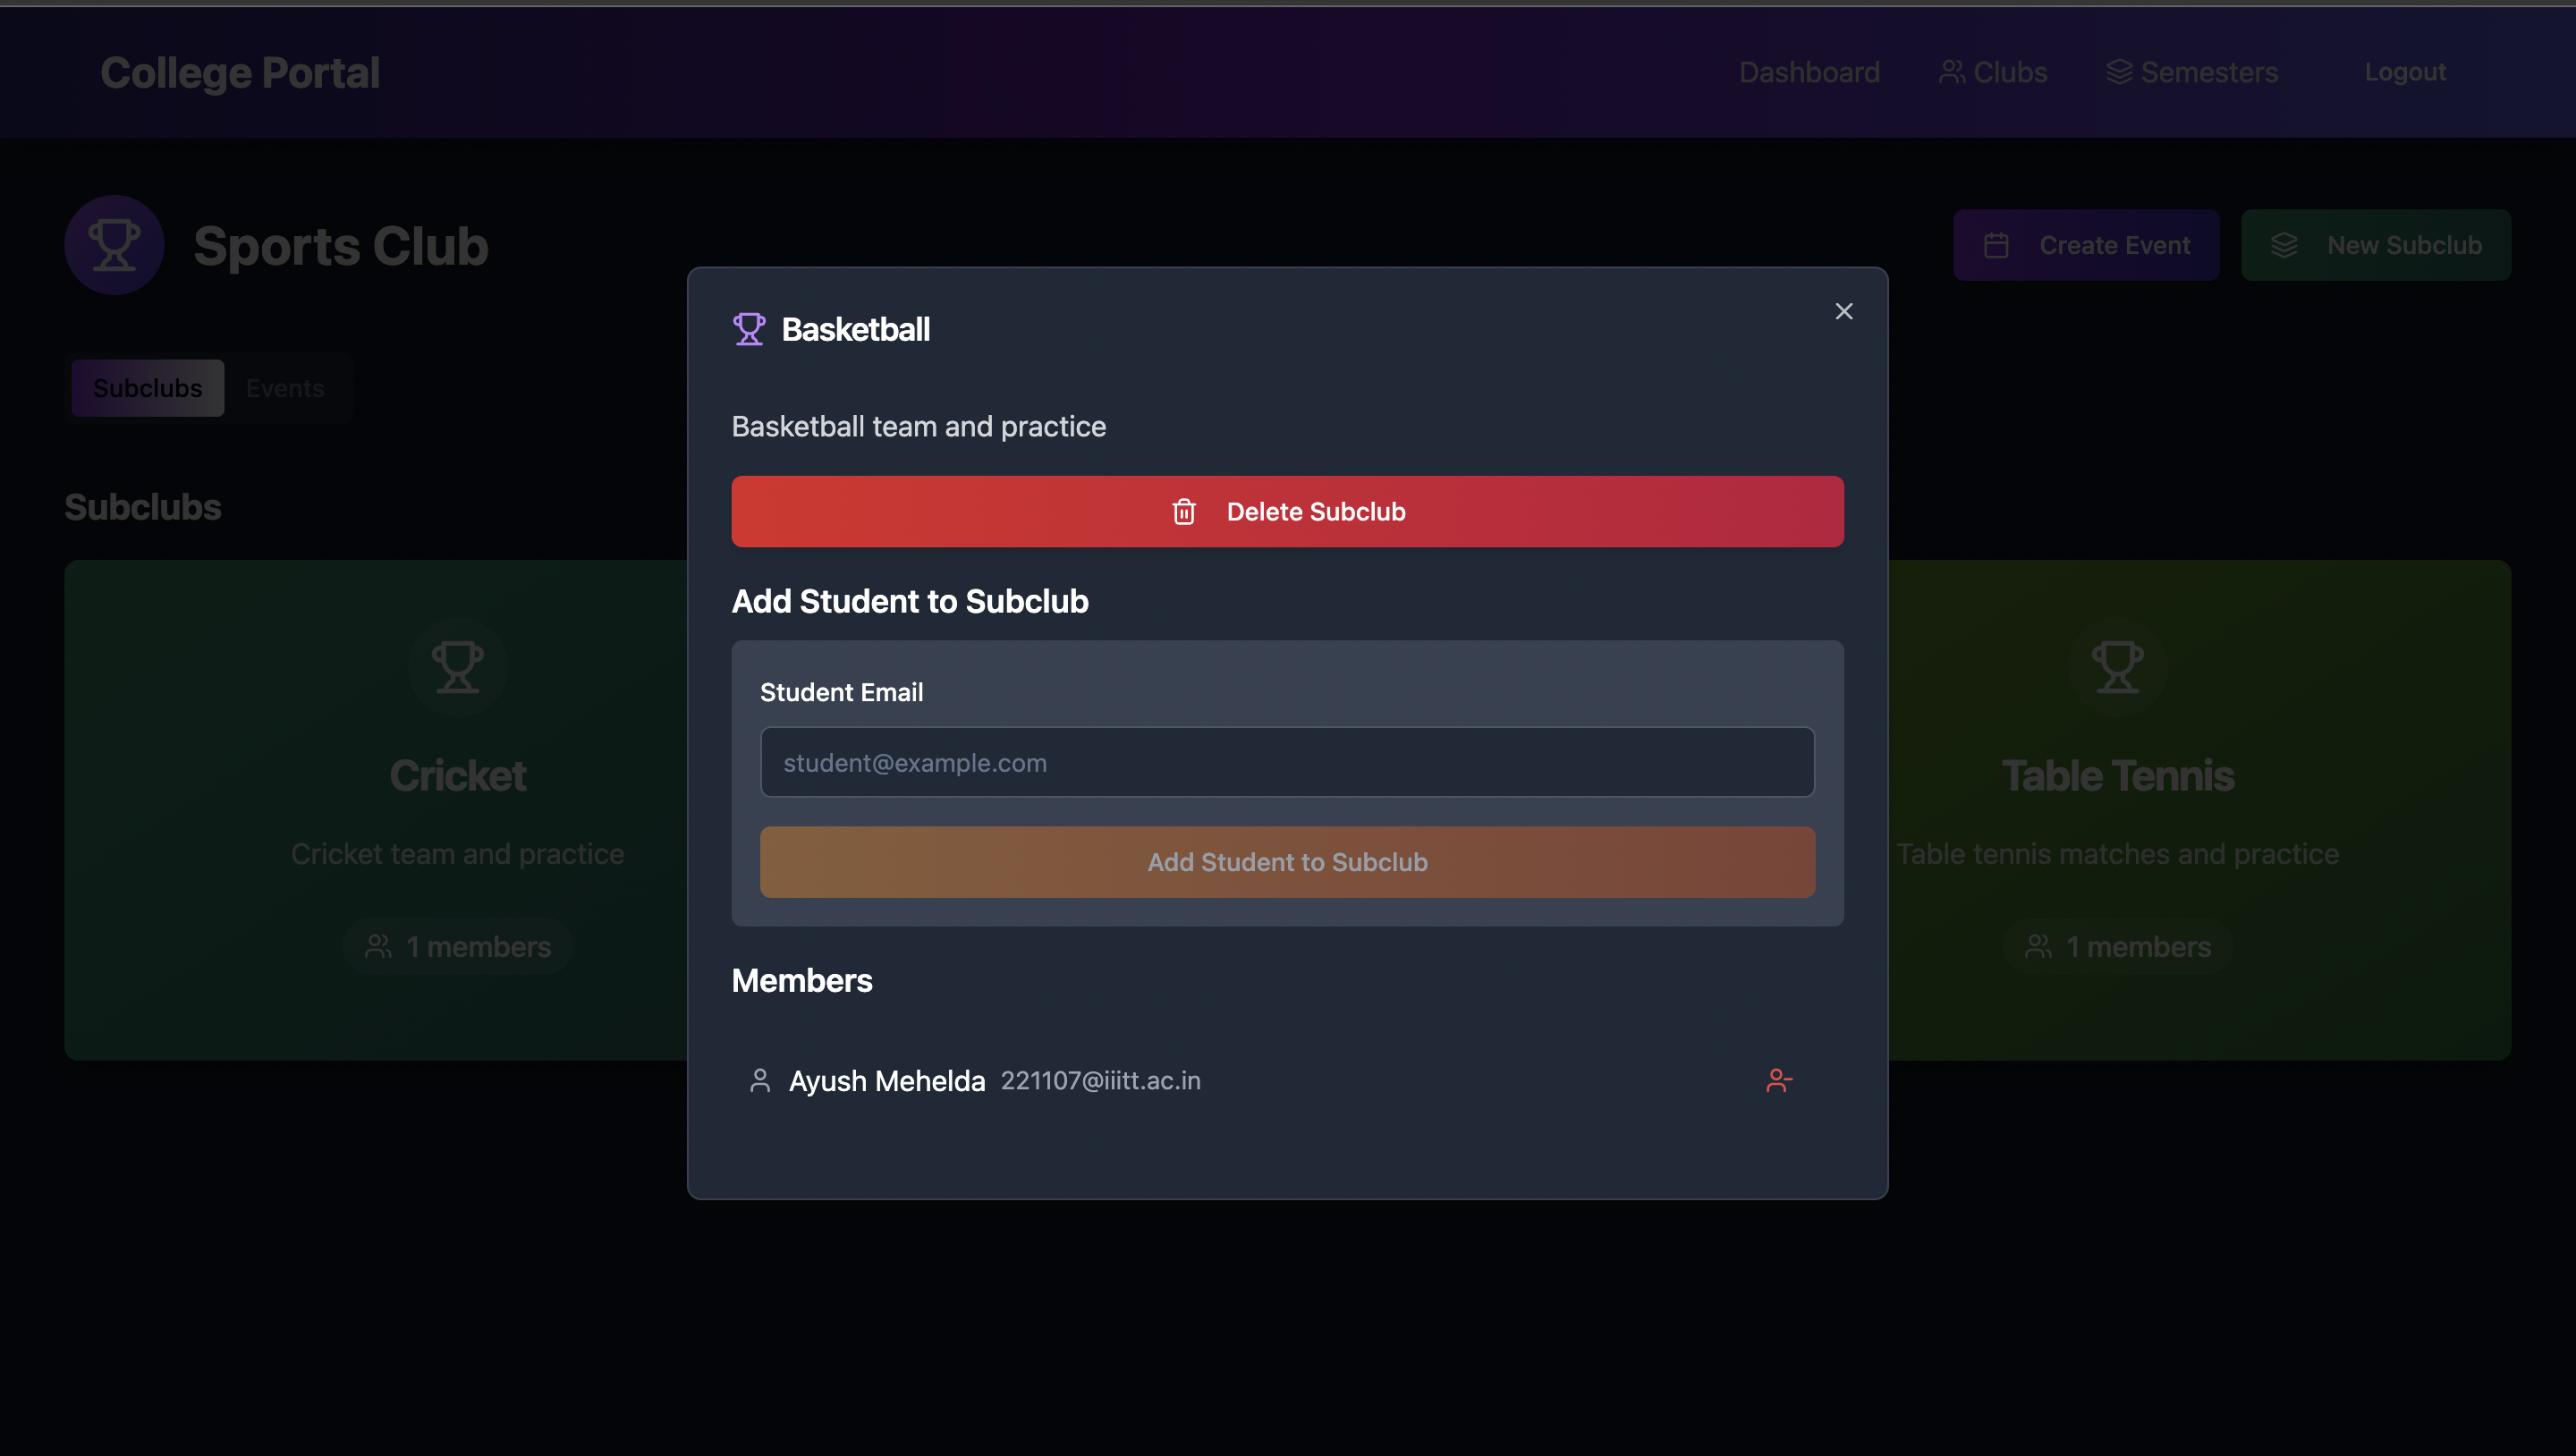 College Portal
Dashboard
Clubs
Semesters
Logout
Sports Club
Create Event
New Subclub
Subclubs
Events
Subclubs
Cricket
Cricket team and practice
1 members
Table Tennis
Table tennis matches and practice
1 members
Basketball
Basketball team and practice
Delete Subclub
Add Student to Subclub
Student Email
student@example.com
Add Student to Subclub
Members
Ayush Mehelda 221107@iiitt.ac.in